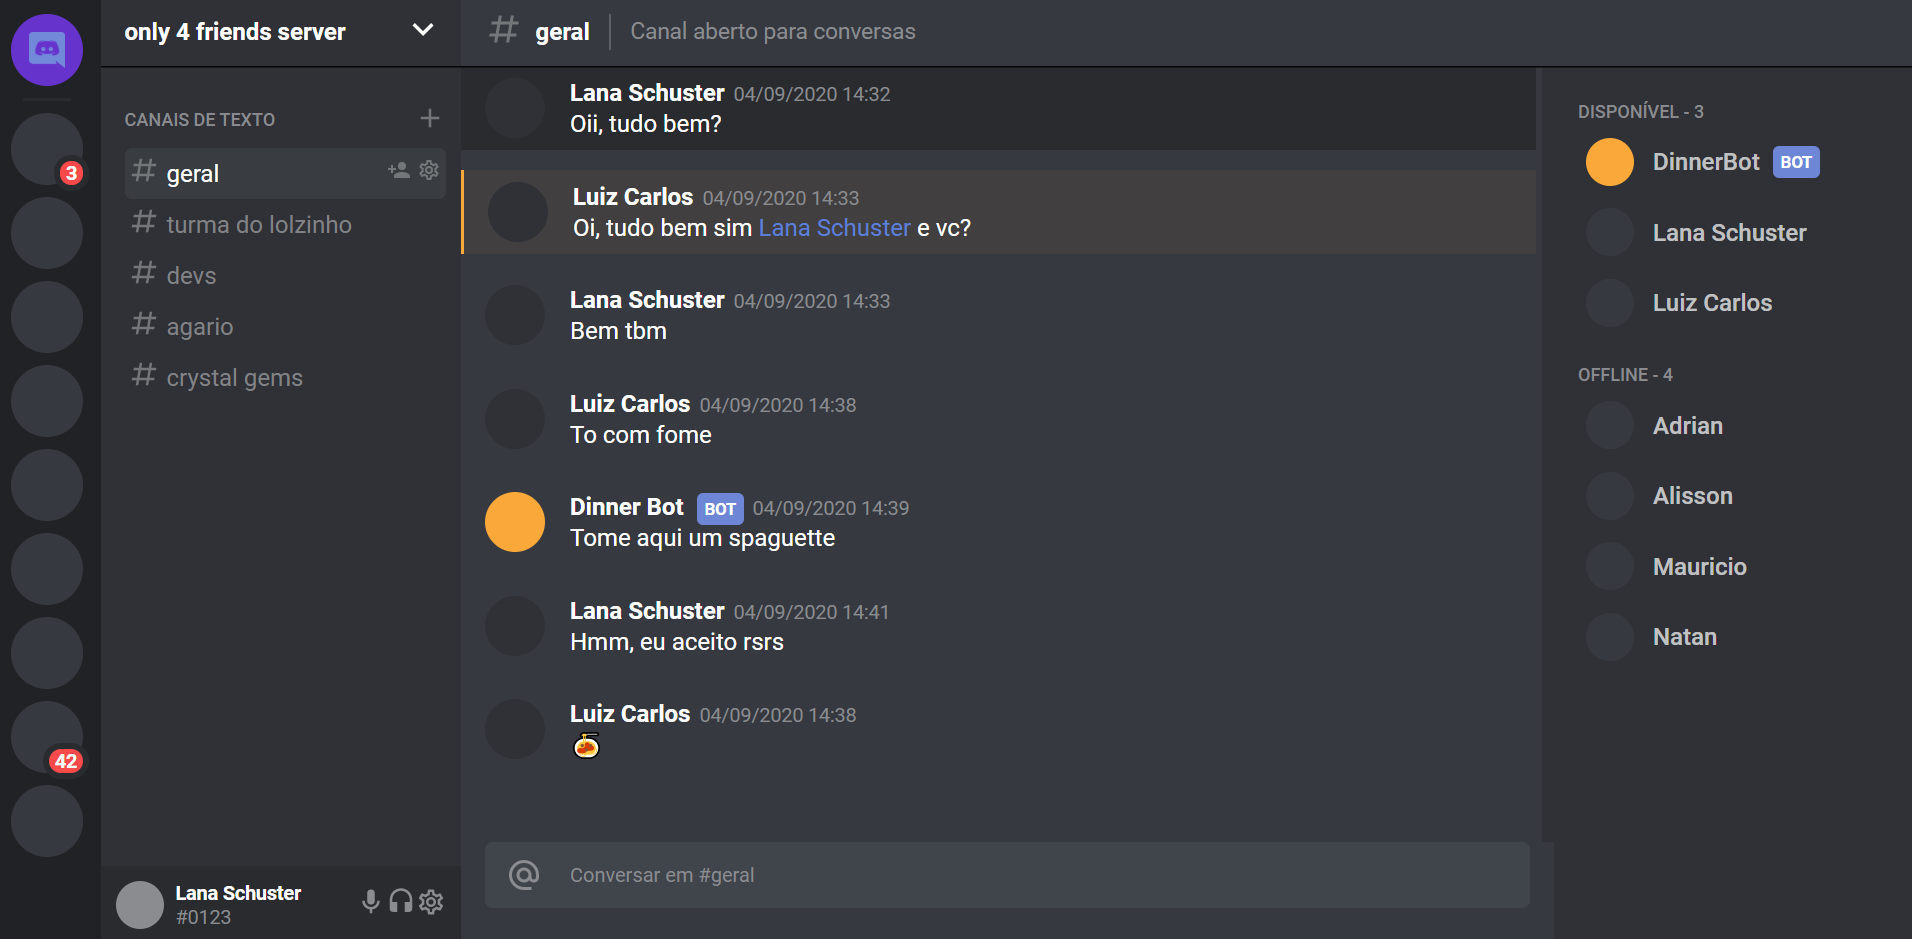 only 4 friends server
# geral
Canal aberto para conversas
3
42
CANAIS DE TEXTO +
# geral
# turma do lolzinho
# devs
# agario
# crystal gems
Lana Schuster
#0123
Lana Schuster 04/09/2020 14:32
Oii, tudo bem?
Luiz Carlos 04/09/2020 14:33
Oi, tudo bem sim Lana Schuster e vc?
Lana Schuster 04/09/2020 14:33
Bem tbm
Luiz Carlos 04/09/2020 14:38
To com fome
Dinner Bot BOT 04/09/2020 14:39
Tome aqui um spaguette
Lana Schuster 04/09/2020 14:41
Hmm, eu aceito rsrs
Luiz Carlos 04/09/2020 14:38
🍝
@ Conversar em #geral
DISPONÍVEL - 3
DinnerBot BOT
Lana Schuster
Luiz Carlos
OFFLINE - 4
Adrian
Alisson
Mauricio
Natan